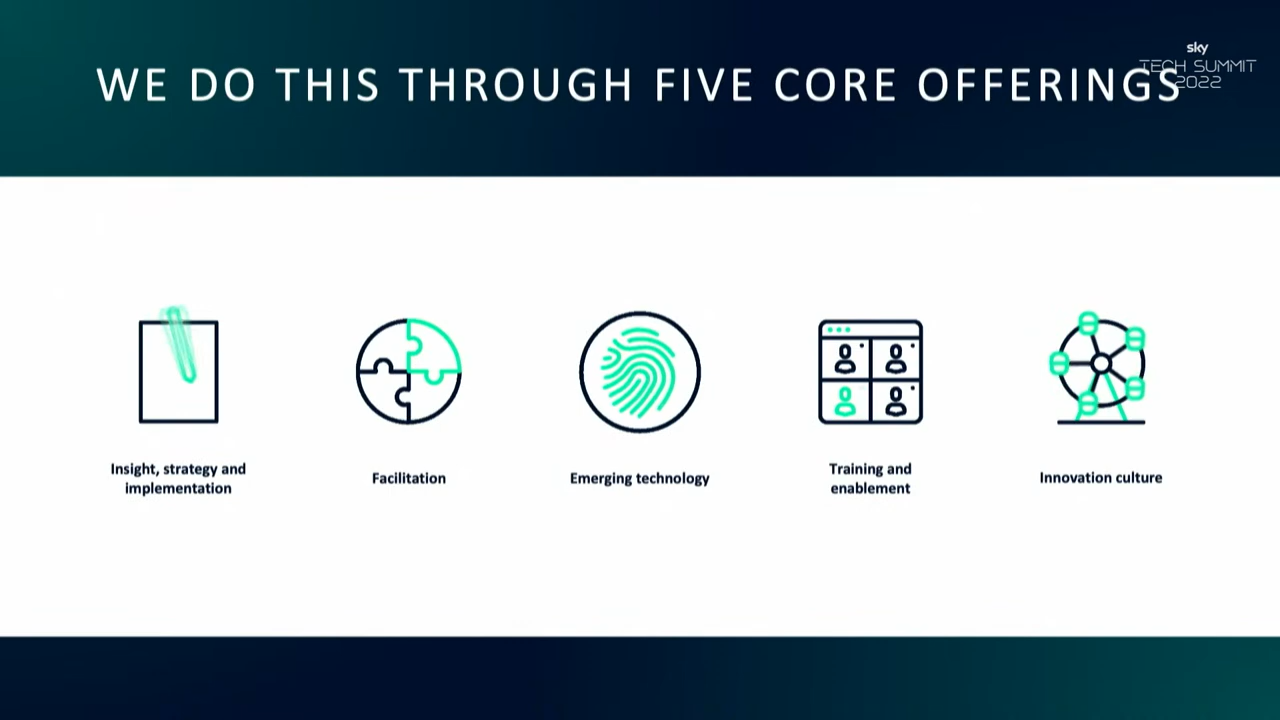 sky
TECH SUMMIT
2022
WE DO THIS THROUGH FIVE CORE OFFERINGS
Insight, strategy and
implementation
Facilitation
Emerging technology
Training and
enablement
Innovation culture